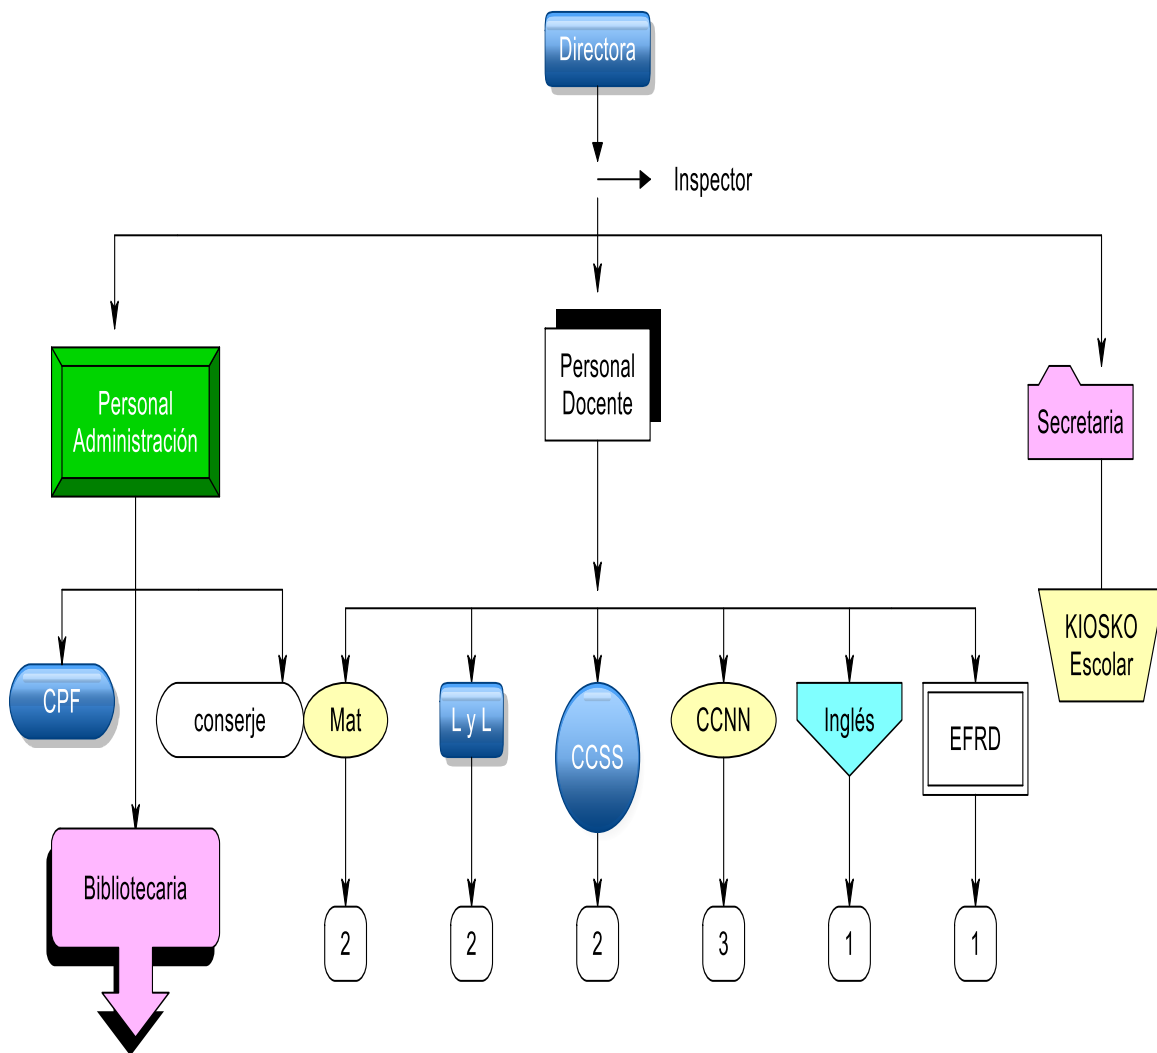 Directora
Inspector
Personal
Administración
Personal
Docente
Secretaria
KIOSKO
Escolar
CPF
conserje
Mat
L y L
CCSS
CCNN
Inglés
EFRD
Bibliotecaria
2
2
2
3
1
1